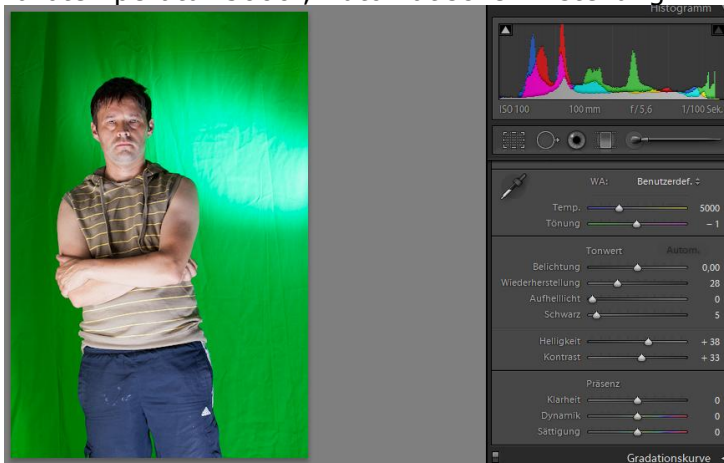 Histogramm
ISO 100 100 mm f / 5,6 1/100 Sek.
WA: Benutzerdef.
Temp. 5000
Tönung – 1
Tonwert Autom.
Belichtung 0,00
Wiederherstellung 28
Aufhelllicht 0
Schwarz 5
Helligkeit + 38
Kontrast + 33
Präsenz
Klarheit 0
Dynamik 0
Sättigung 0
Gradationskurve